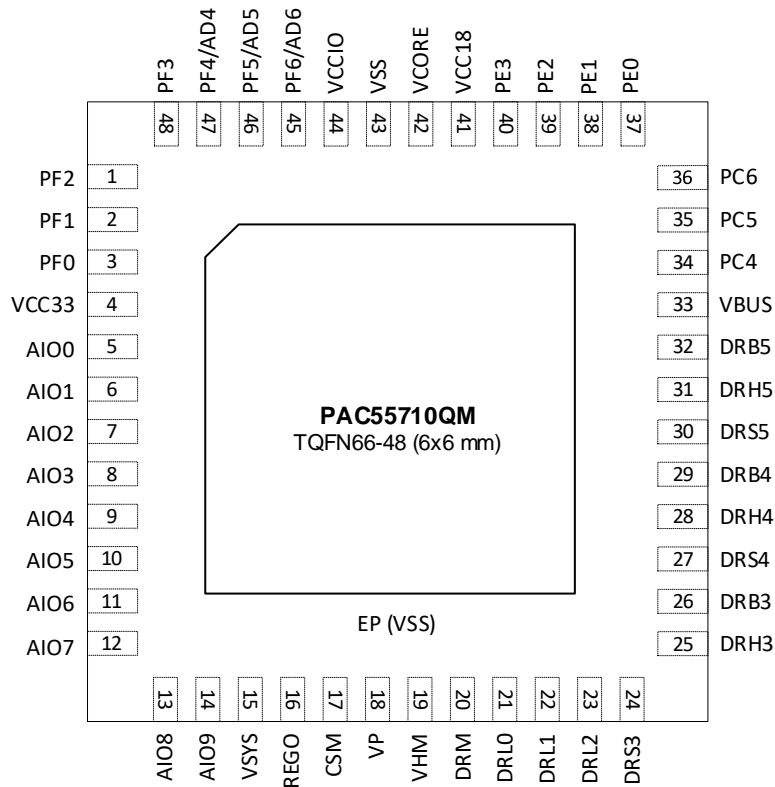 PF3
PF4/AD4
PF5/AD5
PF6/AD6
VCCIO
VSS
VCORE
VCC18
PE3
PE2
PE1
PE0
48
47
46
45
44
43
42
41
40
39
38
37
PF2 1
PF1 2
PF0 3
VCC33 4
AIO0 5
AIO1 6
AIO2 7
AIO3 8
AIO4 9
AIO5 10
AIO6 11
AIO7 12
PAC55710QM
TQFN66-48 (6x6 mm)
EP (VSS)
36 PC6
35 PC5
34 PC4
33 VBUS
32 DRB5
31 DRH5
30 DRS5
29 DRB4
28 DRH4
27 DRS4
26 DRB3
25 DRH3
13
14
15
16
17
18
19
20
21
22
23
24
AIO8
AIO9
VSYS
REGO
CSM
VP
VHM
DRM
DRL0
DRL1
DRL2
DRS3